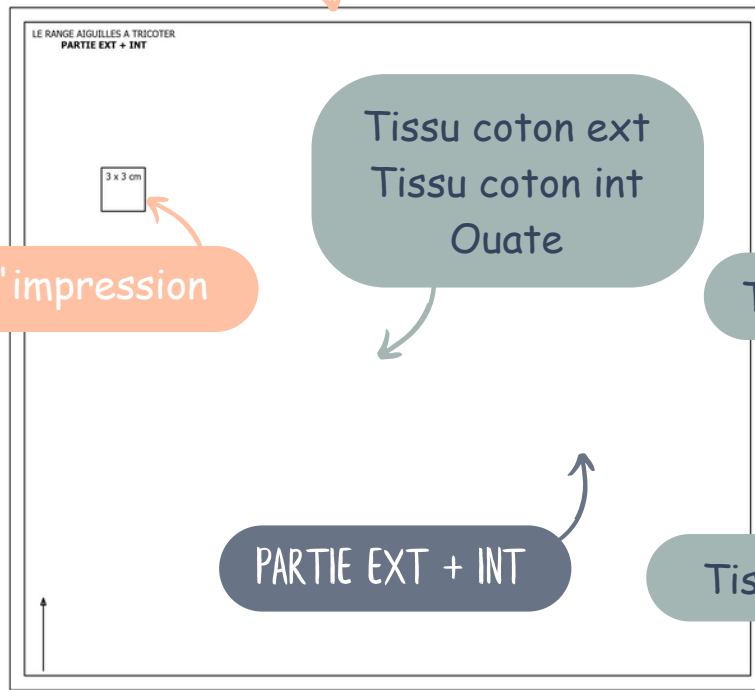 LE RANGE AIGUILLES A TRICOTER
PARTIE EXT + INT
Tissu coton ext
Tissu coton int
Ouate
3 x 3 cm
'impression
PARTIE EXT + INT
Tis